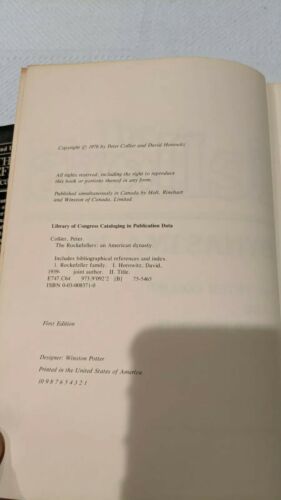 Copyright © 1976 by Peter Collier and David Horowitz
All rights reserved, including the right to reproduce
this book or portions thereof in any form.
Published simultaneously in Canada by Holt, Rinehart
and Winston of Canada, Limited
Library of Congress Cataloging in Publication Data
Collier, Peter.
The Rockefellers: an American dynasty.
Includes bibliographical references and index.
1. Rockefeller family. I. Horowitz, David,
1939- joint author. II. Title.
E747.C64 973.9'092'2 [B] 75-5465
ISBN 0-03-008371-0
First Edition
Designer: Winston Potter
Printed in the United States of America
10 9 8 7 6 5 4 3 2 1